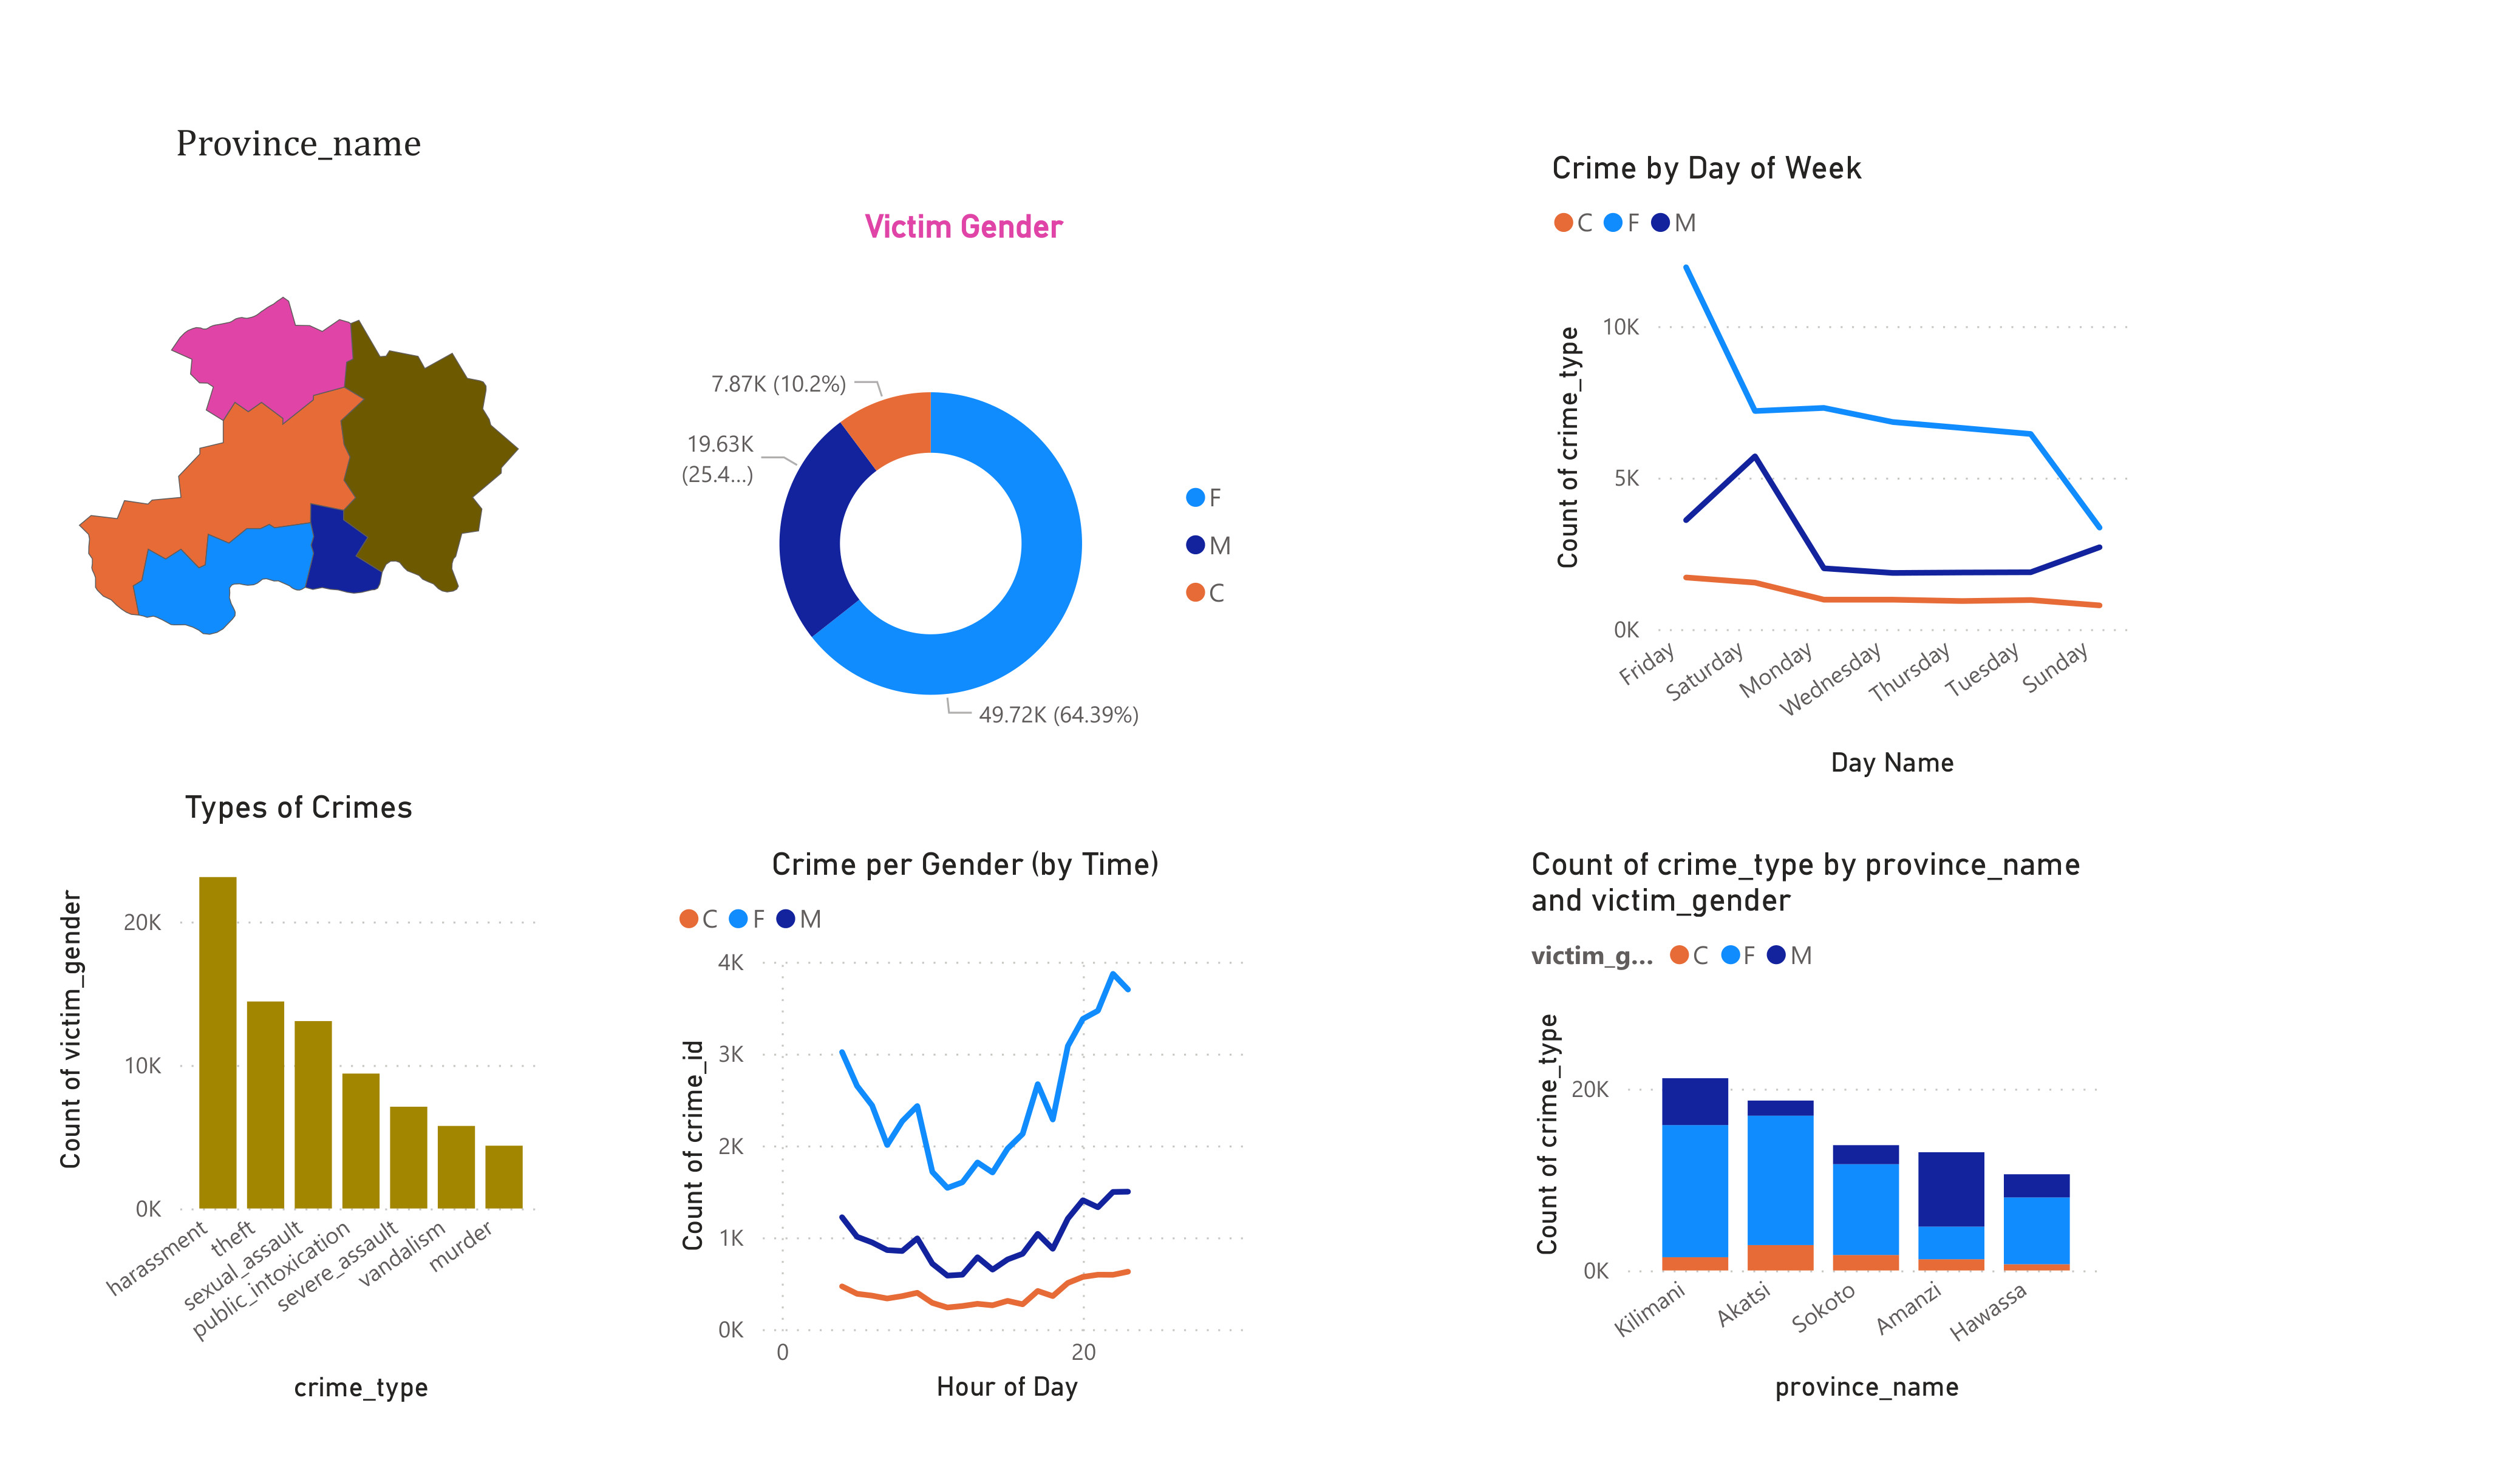 Province_name
Victim Gender
7.87K (10.2%)
19.63K
(25.4...)
49.72K (64.39%)
F
M
C
Crime by Day of Week
C F M
Count of crime_type
10K
5K
0K
Friday
Saturday
Monday
Wednesday
Thursday
Tuesday
Sunday
Day Name
Types of Crimes
Count of victim_gender
20K
10K
0K
harassment
theft
sexual_assault
public_intoxication
severe_assault
vandalism
murder
crime_type
Crime per Gender (by Time)
C F M
Count of crime_id
4K
3K
2K
1K
0K
0
20
Hour of Day
Count of crime_type by province_name
and victim_gender
victim_g... C F M
Count of crime_type
20K
0K
Kilimani
Akatsi
Sokoto
Amanzi
Hawassa
province_name